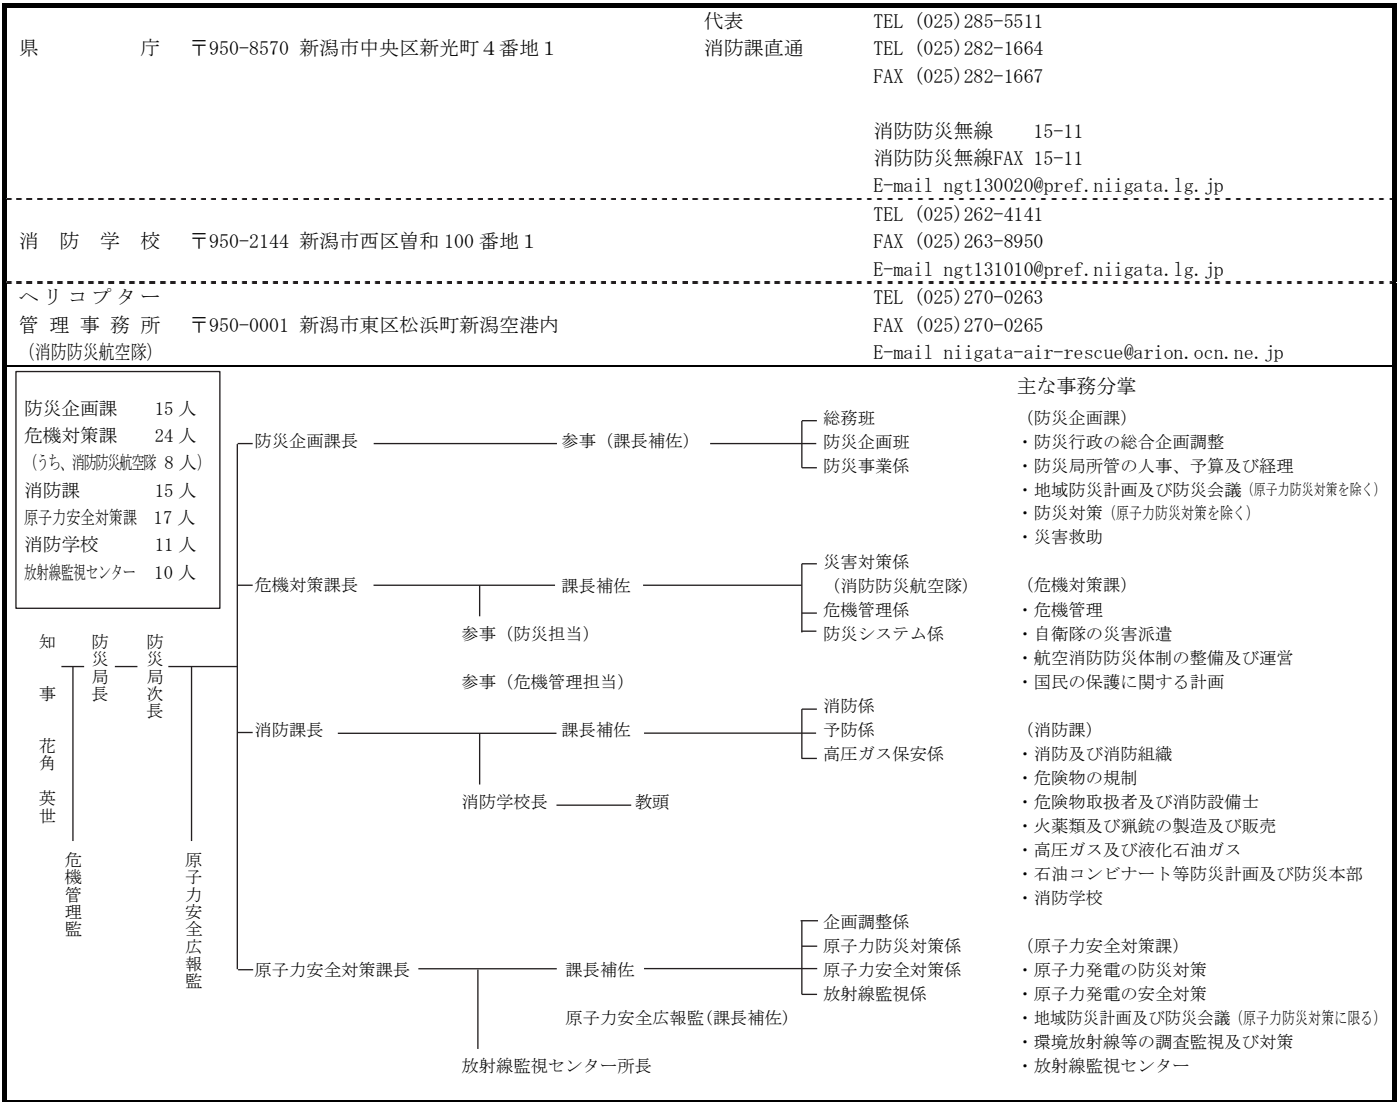 代表 TEL (025)285-5511
県庁 〒950-8570 新潟市中央区新光町４番地１ 消防課直通 TEL (025)282-1664
FAX (025)282-1667
消防防災無線 15-11
消防防災無線FAX 15-11
E-mail ngt130020@pref.niigata.lg.jp
TEL (025)262-4141
消防学校 〒950-2144 新潟市西区曽和 100 番地１ FAX (025)263-8950
E-mail ngt131010@pref.niigata.lg.jp
ヘリコプター TEL (025)270-0263
管理事務所 〒950-0001 新潟市東区松浜町新潟空港内 FAX (025)270-0265
(消防防災航空隊) E-mail niigata-air-rescue@arion.ocn.ne.jp
防災企画課 15 人
危機対策課 24 人
(うち、消防防災航空隊 8 人)
消防課 15 人
原子力安全対策課 17 人
消防学校 11 人
放射線監視センター 10 人
知事 花角 英世
防災局長
防災局次長
危機管理監
原子力安全広報監
防災企画課長
参事（課長補佐）
総務班
防災企画班
防災事業係
危機対策課長
課長補佐
参事（防災担当）
参事（危機管理担当）
災害対策係
（消防防災航空隊）
危機管理係
防災システム係
消防課長
課長補佐
消防学校長
教頭
消防係
予防係
高圧ガス保安係
原子力安全対策課長
課長補佐
原子力安全広報監(課長補佐)
放射線監視センター所長
企画調整係
原子力防災対策係
原子力安全対策係
放射線監視係
主な事務分掌
（防災企画課）
・防災行政の総合企画調整
・防災局所管の人事、予算及び経理
・地域防災計画及び防災会議（原子力防災対策を除く）
・防災対策（原子力防災対策を除く）
・災害救助
（危機対策課）
・危機管理
・自衛隊の災害派遣
・航空消防防災体制の整備及び運営
・国民の保護に関する計画
（消防課）
・消防及び消防組織
・危険物の規制
・危険物取扱者及び消防設備士
・火薬類及び猟銃の製造及び販売
・高圧ガス及び液化石油ガス
・石油コンビナート等防災計画及び防災本部
・消防学校
（原子力安全対策課）
・原子力発電の防災対策
・原子力発電の安全対策
・地域防災計画及び防災会議（原子力防災対策に限る）
・環境放射線等の調査監視及び対策
・放射線監視センター